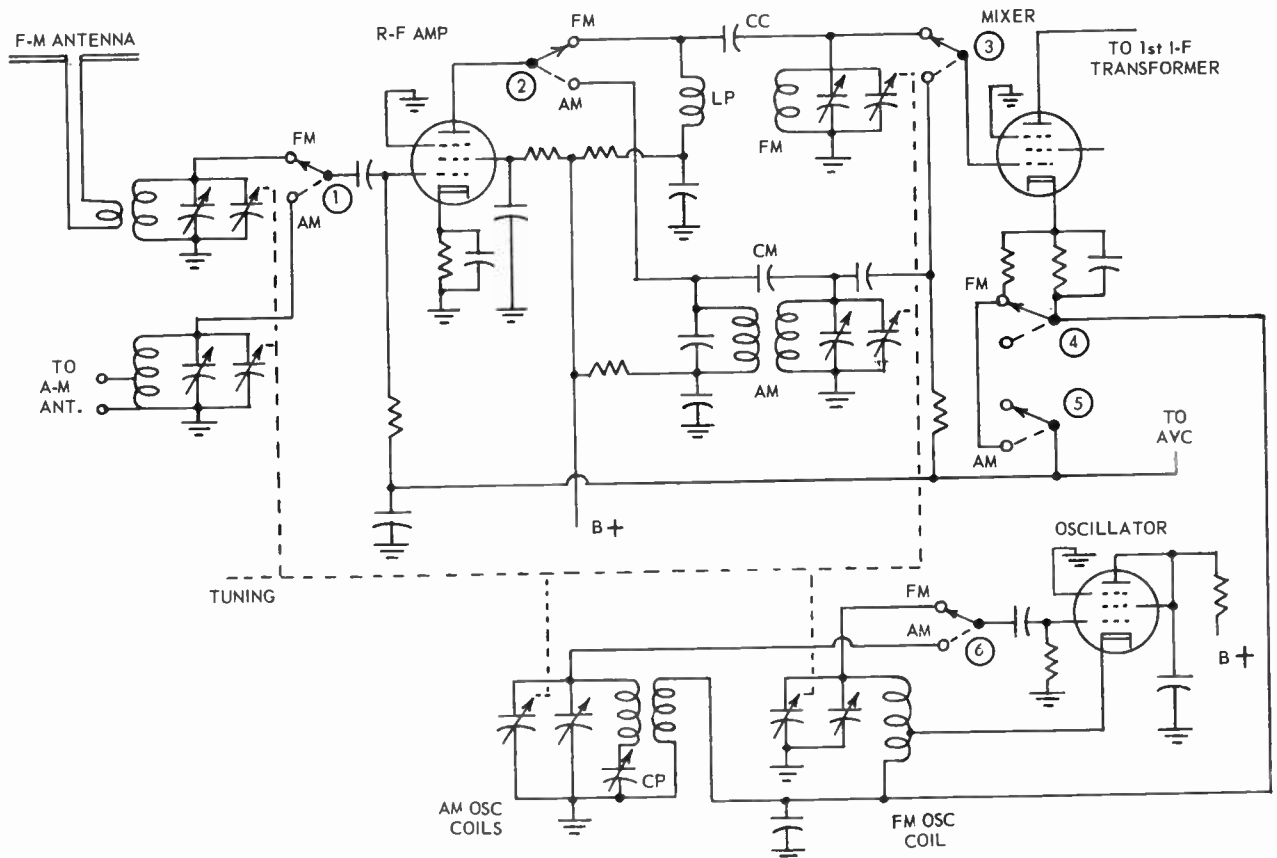 F-M ANTENNA
R-F AMP
FM
CC
MIXER
3
TO 1st I-F
TRANSFORMER
2
AM
LP
FM
FM
1
AM
CM
FM
4
TO
A-M
ANT.
AM
5
TO
AVC
AM
B+
OSCILLATOR
TUNING
FM
AM
6
B+
CP
AM OSC
COILS
FM OSC
COIL